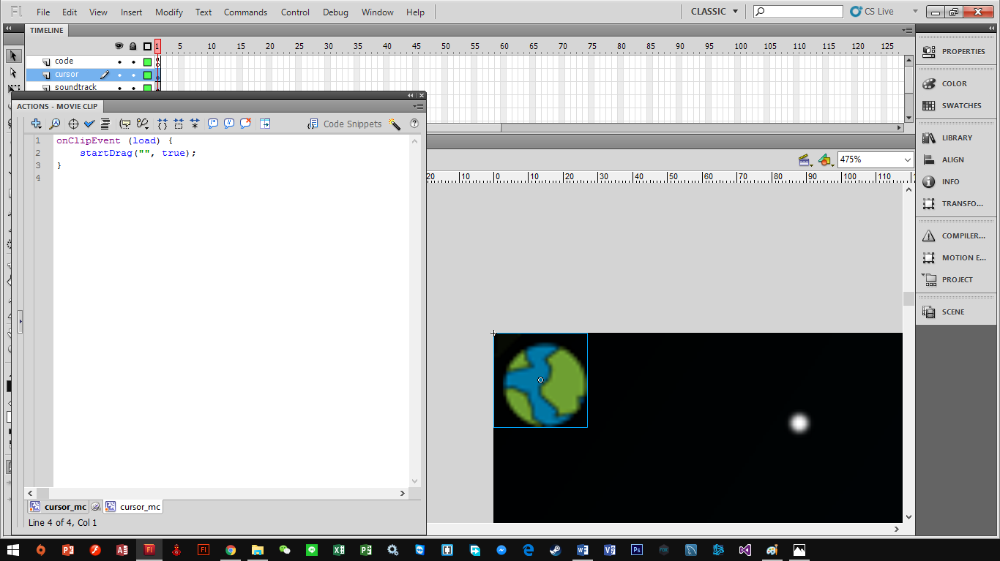 Fl File Edit View Insert Modify Text Commands Control Debug Window Help CLASSIC CS Live
TIMELINE
1 5 10 15 20 25 30 35 40 45 50 55 60 65 70 75 80 85 90 95 100 105 110 115 120 125
code
cursor
soundtrack
ACTIONS - MOVIE CLIP
Code Snippets
1 onClipEvent (load) {
2 startDrag("", true);
3 }
4
cursor_mc cursor_mc
Line 4 of 4, Col 1
475%
20 10 0 10 20 30 40 50 60 70 80 90 100 110
PROPERTIES
COLOR
SWATCHES
LIBRARY
ALIGN
INFO
TRANSFO...
COMPILER...
MOTION E...
PROJECT
SCENE